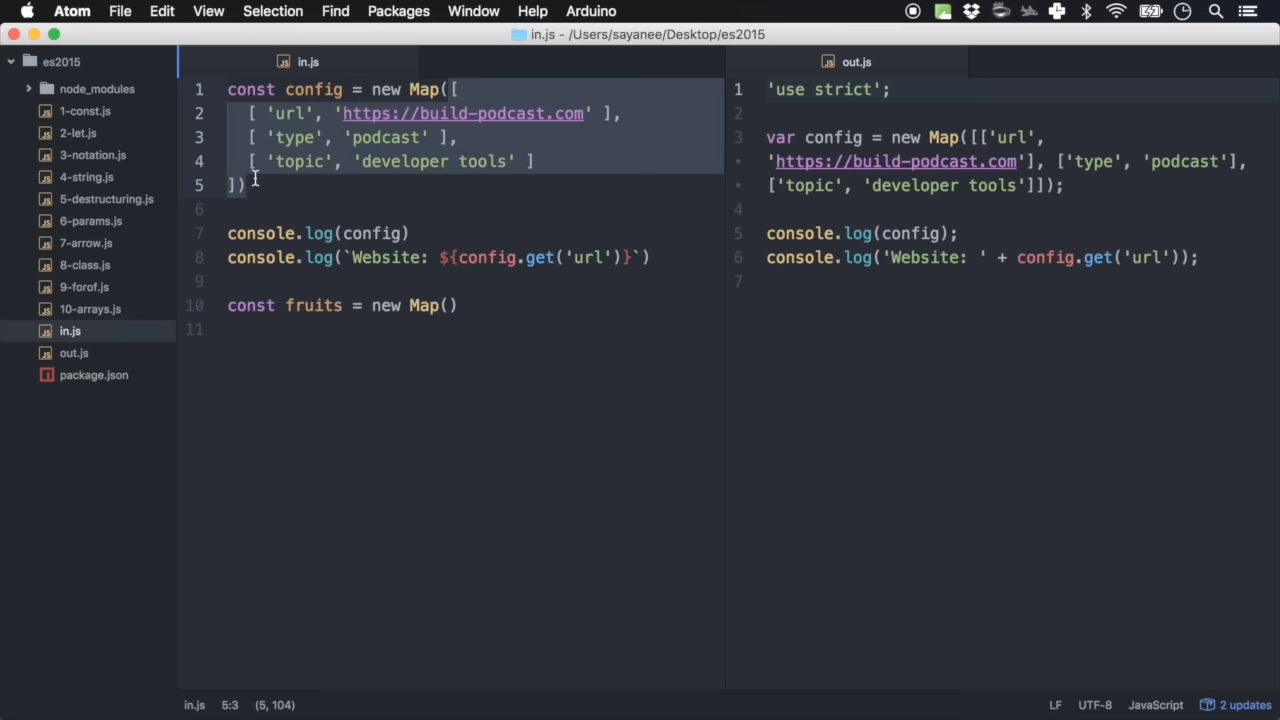 Atom File Edit View Selection Find Packages Window Help Arduino
in.js - /Users/sayanee/Desktop/es2015
es2015
node_modules
1-const.js
2-let.js
3-notation.js
4-string.js
5-destructuring.js
6-params.js
7-arrow.js
8-class.js
9-forof.js
10-arrays.js
in.js
out.js
package.json
in.js
1 const config = new Map([
2 [ 'url', 'https://build-podcast.com' ],
3 [ 'type', 'podcast' ],
4 [ 'topic', 'developer tools' ]
5 ])
6
7 console.log(config)
8 console.log(`Website: ${config.get('url')}`)
9
10 const fruits = new Map()
11
out.js
1 'use strict';
2
3 var config = new Map([['url',
• 'https://build-podcast.com'], ['type', 'podcast'],
• ['topic', 'developer tools']]);
4
5 console.log(config);
6 console.log('Website: ' + config.get('url'));
7
in.js 5:3 (5, 104) LF UTF-8 JavaScript 2 updates